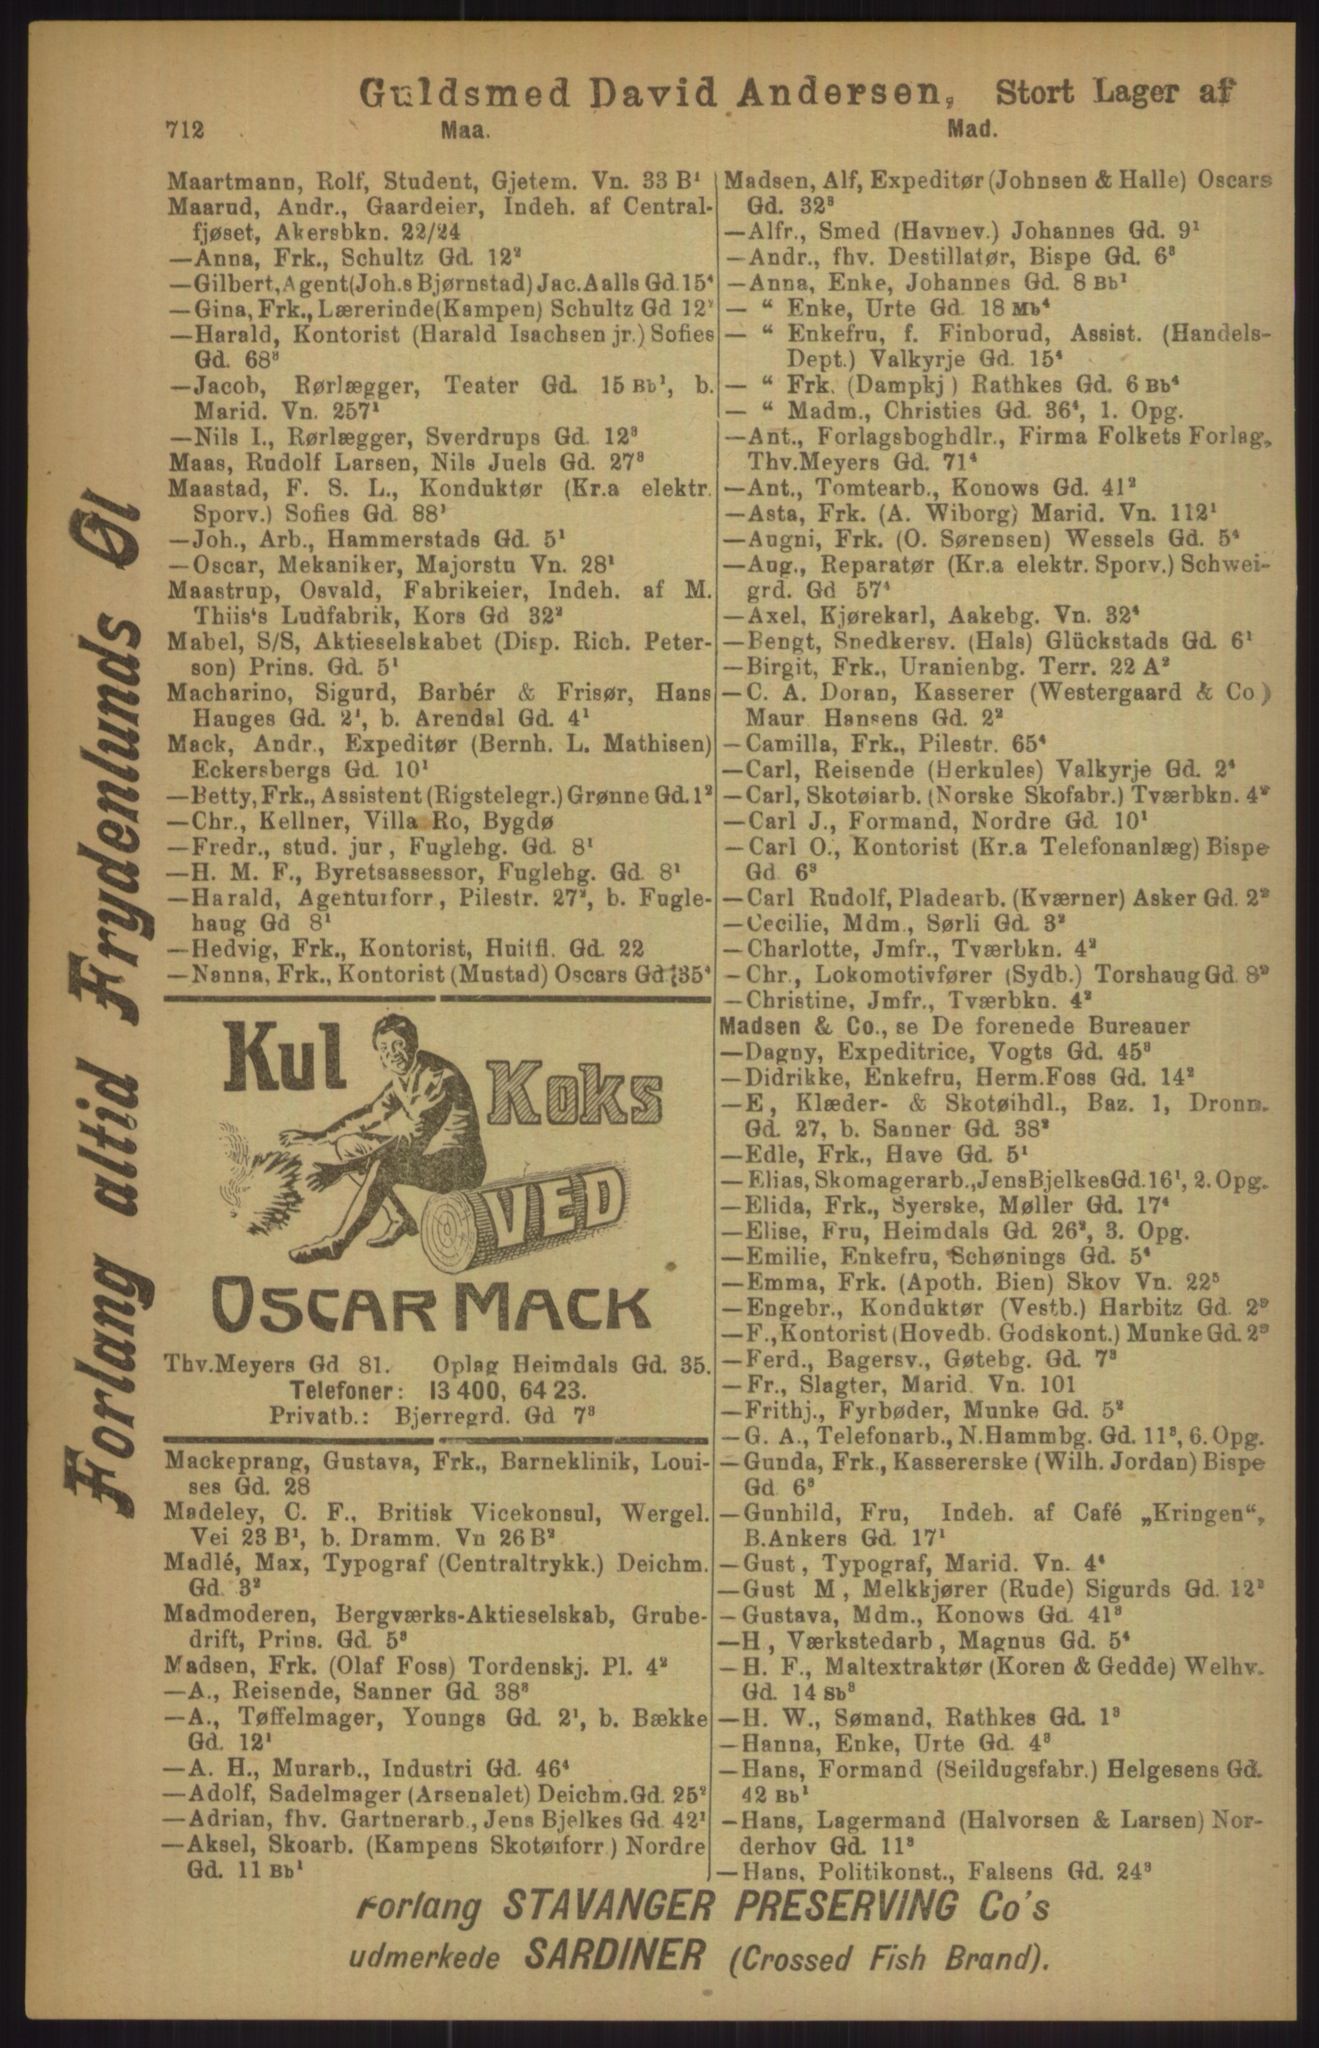 Guldsmed David Andersen, Stort Lager af
712 Maa. Mad.
Forlang altid Frydenlunds Øl
Maartmann, Rolf, Student, Gjetem. Vn. 33 B¹
Maarud, Andr., Gaardeier, Indeh. af Central-
fjøset, Akersbkn. 22/24
—Anna, Frk., Schultz Gd. 12²
—Gilbert, Agent (Joh.s Bjørnstad) Jac. Aalls Gd. 15⁴
—Gina, Frk., Lærerinde (Kampen) Schultz Gd 12²
—Harald, Kontorist (Harald Isachsen jr.) Sofies
Gd. 68³
—Jacob, Rørlægger, Teater Gd. 15 Bb¹, b.
Marid. Vn. 257¹
—Nils I., Rørlægger, Sverdrups Gd. 12³
Maas, Rudolf Larsen, Nils Juels Gd. 27³
Maastad, F. S. L., Konduktør (Kr.a elektr.
Sporv.) Sofies Gd. 88¹
—Joh., Arb., Hammerstads Gd. 5¹
—Oscar, Mekaniker, Majorstu Vn. 28¹
Maastrup, Osvald, Fabrikeier, Indeh. af M.
Thiis's Ludfabrik, Kors Gd 32²
Mabel, S/S, Aktieselskabet (Disp. Rich. Peter-
son) Prins. Gd. 5¹
Macharino, Sigurd, Barbér & Frisør, Hans
Hauges Gd. 2¹, b. Arendal Gd. 4¹
Mack, Andr., Expeditør (Bernh. L. Mathisen)
Eckersbergs Gd. 10¹
—Betty, Frk., Assistent (Rigstelegr.) Grønne Gd. 1²
—Chr., Kellner, Villa Ro, Bygdø
—Fredr., stud. jur, Fuglehg. Gd. 8¹
—H. M. F., Byretsassessor, Fuglehg. Gd. 8¹
—Harald, Agenturforr, Pilestr. 27², b. Fugle-
haug Gd 8¹
—Hedvig, Frk., Kontorist, Huitfl. Gd. 22
—Nanna, Frk., Kontorist (Mustad) Oscars Gd. 35⁴
Kul
Koks
VED
OSCAR MACK
Thv. Meyers Gd 81. Oplag Heimdals Gd. 35.
Telefoner: 13 400, 64 23.
Privatb.: Bjerregrd. Gd 7³
Mackeprang, Gustava, Frk., Barneklinik, Loui-
ses Gd. 28
Madeley, C. F., Britisk Vicekonsul, Wergel.
Vei 23 B¹, b. Dramm. Vn 26 B²
Madlé, Max, Typograf (Centraltrykk.) Deichm.
Gd. 3²
Madmoderen, Bergværks-Aktieselskab, Grube-
drift, Prins. Gd. 5³
Madsen, Frk. (Olaf Foss) Tordenskj. Pl. 4²
—A., Reisende, Sanner Gd. 38³
—A., Tøffelmager, Youngs Gd. 2¹, b. Bække
Gd. 12¹
—A. H., Murarb., Industri Gd. 46⁴
—Adolf, Sadelmager (Arsenalet) Deichm. Gd. 25²
—Adrian, fhv. Gartnerarb., Jens Bjelkes Gd. 42¹
—Aksel, Skoarb. (Kampens Skotøiforr.) Nordre
Gd. 11 Bb¹
Madsen, Alf, Expeditør (Johnsen & Halle) Oscars
Gd. 32³
—Alfr., Smed (Havnev.) Johannes Gd. 9¹
—Andr., fhv. Destillatør, Bispe Gd. 6³
—Anna, Enke, Johannes Gd. 8 Bb¹
— “ Enke, Urte Gd. 18 Mb⁴
— “ Enkefru, f. Finborud, Assist. (Handels-
Dept.) Valkyrje Gd. 15⁴
— “ Frk. (Dampkj) Rathkes Gd. 6 Bb⁴
— “ Madm., Christies Gd. 36⁴, 1. Opg.
—Ant., Forlagsboghdlr., Firma Folkets Forlag,
Thv. Meyers Gd. 71⁴
—Ant., Tomtearb., Konows Gd. 41²
—Asta, Frk. (A. Wiborg) Marid. Vn. 112¹
—Augni, Frk. (O. Sørensen) Wessels Gd. 5⁴
—Aug., Reparatør (Kr.a elektr. Sporv.) Schwei-
grd. Gd 57⁴
—Axel, Kjørekarl, Aakebg. Vn. 32⁴
—Bengt, Snedkersv. (Hals) Glückstads Gd. 6¹
—Birgit, Frk., Uranienbg. Terr. 22 A²
—C. A. Doran, Kasserer (Westergaard & Co)
Maur. Hansens Gd. 2²
—Camilla, Frk., Pilestr. 65⁴
—Carl, Reisende (Herkules) Valkyrje Gd. 2⁴
—Carl, Skotøiarb. (Norske Skofabr.) Tværbkn. 4²
—Carl J., Formand, Nordre Gd. 10¹
—Carl O., Kontorist (Kr.a Telefonanlæg) Bispe
Gd. 6³
—Carl Rudolf, Pladearb. (Kværner) Asker Gd. 2²
—Cecilie, Mdm., Sørli Gd. 3²
—Charlotte, Jmfr., Tværbkn. 4²
—Chr., Lokomotivfører (Sydb.) Torshaug Gd. 8²
—Christine, Jmfr., Tværbkn. 4²
Madsen & Co., se De forenede Bureauer
—Dagny, Expeditrice, Vogts Gd. 45³
—Didrikke, Enkefru, Herm. Foss Gd. 14²
—E, Klæder- & Skotøihdl., Baz. 1, Dronn.
Gd. 27, b. Sanner Gd. 38³
—Edle, Frk., Have Gd. 5¹
—Elias, Skomagerarb., Jens Bjelkes Gd. 16¹, 2. Opg.
—Elida, Frk., Syerske, Møller Gd. 17⁴
—Elise, Fru, Heimdals Gd. 26², 3. Opg.
—Emilie, Enkefru, Schønings Gd. 5⁴
—Emma, Frk. (Apoth. Bien) Skov Vn. 22⁵
—Engebr., Konduktør (Vestb.) Harbitz Gd. 2³
—F., Kontorist (Hovedb. Godskont.) Munke Gd. 2³
—Ferd., Bagersv., Gøtebg. Gd. 7³
—Fr., Slagter, Marid. Vn. 101
—Frithj., Fyrbøder, Munke Gd. 5²
—G. A., Telefonarb., N. Hammbg. Gd. 11³, 6. Opg.
—Gunda, Frk., Kassererske (Wilh. Jordan) Bispe
Gd 6³
—Gunhild, Fru, Indeh. af Café „Kringen“,
B. Ankers Gd. 17¹
—Gust, Typograf, Marid. Vn. 4⁴
—Gust M, Melkkjører (Rude) Sigurds Gd. 12³
—Gustava, Mdm., Konows Gd. 41³
—H, Værkstedarb, Magnus Gd. 5⁴
—H. F., Maltextraktør (Koren & Gedde) Welhv.
Gd. 14 Sb³
—H. W., Sømand, Rathkes Gd. 1³
—Hanna, Enke, Urte Gd. 4³
—Hans, Formand (Seildugsfabr.) Helgesens Gd.
42 Bb¹
—Hans, Lagermand (Halvorsen & Larsen) Nor-
derhov Gd. 11³
—Hans, Politikonst., Falsens Gd. 24³
Forlang STAVANGER PRESERVING Co's
udmerkede SARDINER (Crossed Fish Brand).